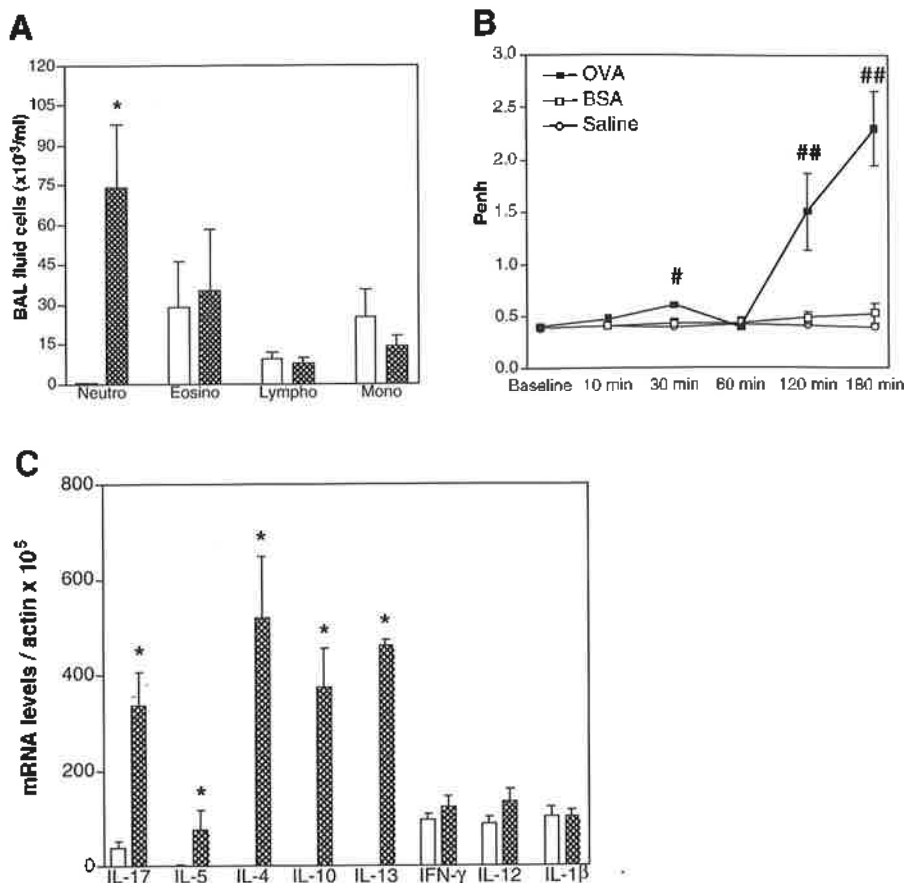 A
BAL fluid cells (x10³/ml)
120
105
90
75
60
45
30
15
0
*
Neutro Eosino Lympho Mono
B
Penh
3.0
2.5
2.0
1.5
1.0
0.5
0.0
OVA
BSA
Saline
#
##
##
Baseline 10 min 30 min 60 min 120 min 180 min
C
mRNA levels / actin x 10⁵
800
600
400
200
0
*
*
*
*
*
IL-17 IL-5 IL-4 IL-10 IL-13 IFN-γ IL-12 IL-1β